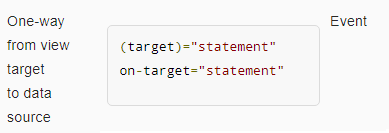 One-way
from view
target
to data
source
(target)="statement"
on-target="statement"
Event